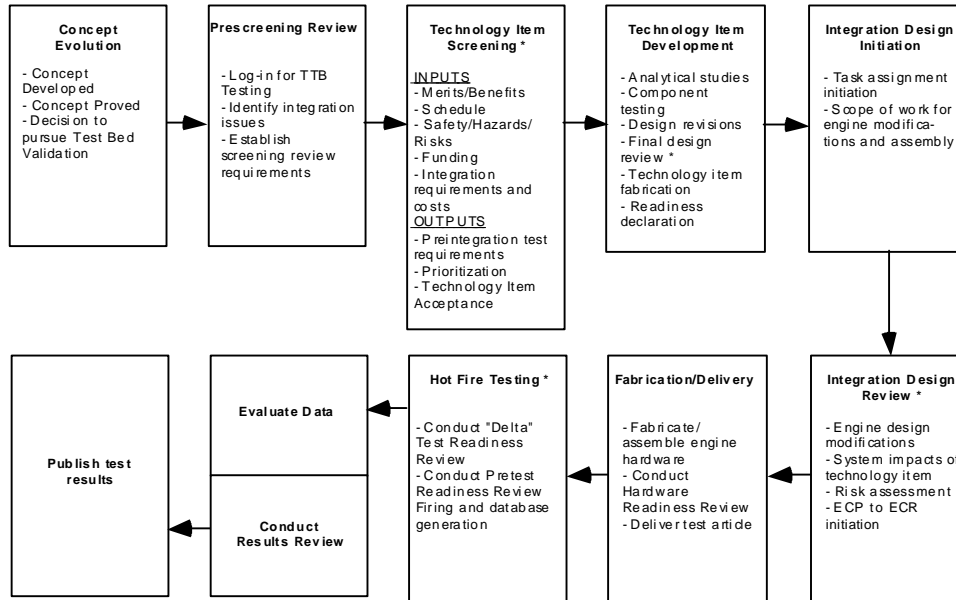 Concept
Evolution
- Concept
Developed
- Concept Proved
- Decision to
pursue Test Bed
Validation
Prescreening Review
- Log-in for TTB
Testing
- Identify integration
issues
- Establish
screening review
requirements
Technology Item
Screening *
INPUTS
- Merits/Benefits
- Schedule
- Safety/Hazards/
Risks
- Funding
- Integration
requirements and
costs
OUTPUTS
- Preintegration test
requirements
- Prioritization
- Technology Item
Acceptance
Technology Item
Development
- Analytical studies
- Component
testing
- Design revisions
- Final design
review *
- Technology item
fabrication
- Readiness
declaration
Integration Design
Initiation
- Task assignment
initiation
- Scope of work for
engine modifica-
tions and assembly
Publish test
results
Evaluate Data
Conduct
Results Review
Hot Fire Testing *
- Conduct "Delta"
Test Readiness
Review
- Conduct Pretest
Readiness Review
Firing and database
generation
Fabrication/Delivery
- Fabricate/
assemble engine
hardware
- Conduct
Hardware
Readiness Review
- Deliver test article
Integration Design
Review *
- Engine design
modifications
- System impacts of
technology item
- Risk assessment
- ECP to ECR
initiation